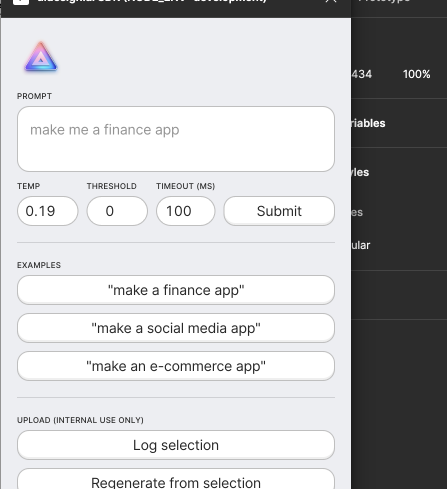 Prototype
434
100%
PROMPT
make me a finance app
riables
TEMP THRESHOLD TIMEOUT (MS)
yles
0.19 0 100 Submit
es
ular
EXAMPLES
"make a finance app"
"make a social media app"
"make an e-commerce app"
UPLOAD (INTERNAL USE ONLY)
Log selection
Regenerate from selection